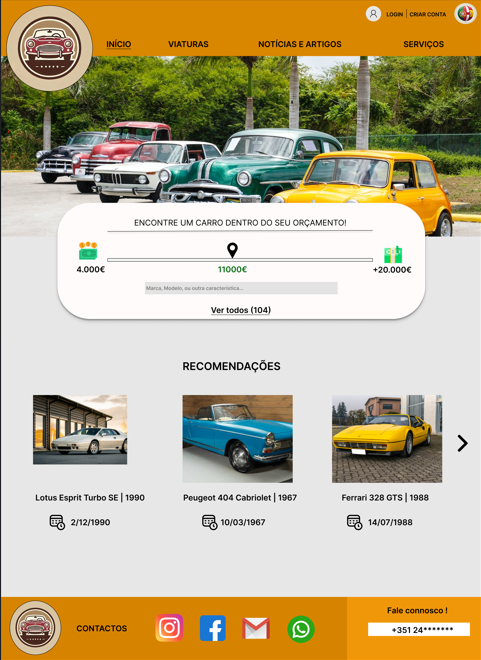 LOGIN | CRIAR CONTA
INÍCIO VIATURAS NOTÍCIAS E ARTIGOS SERVIÇOS
ENCONTRE UM CARRO DENTRO DO SEU ORÇAMENTO!
4.000€ 11000€ +20.000€
Marca, Modelo, ou outra característica...
Ver todos (104)
RECOMENDAÇÕES
Lotus Esprit Turbo SE | 1990
Peugeot 404 Cabriolet | 1967
Ferrari 328 GTS | 1988
2/12/1990
10/03/1967
14/07/1988
CONTACTOS
Fale connosco !
+351 24*******